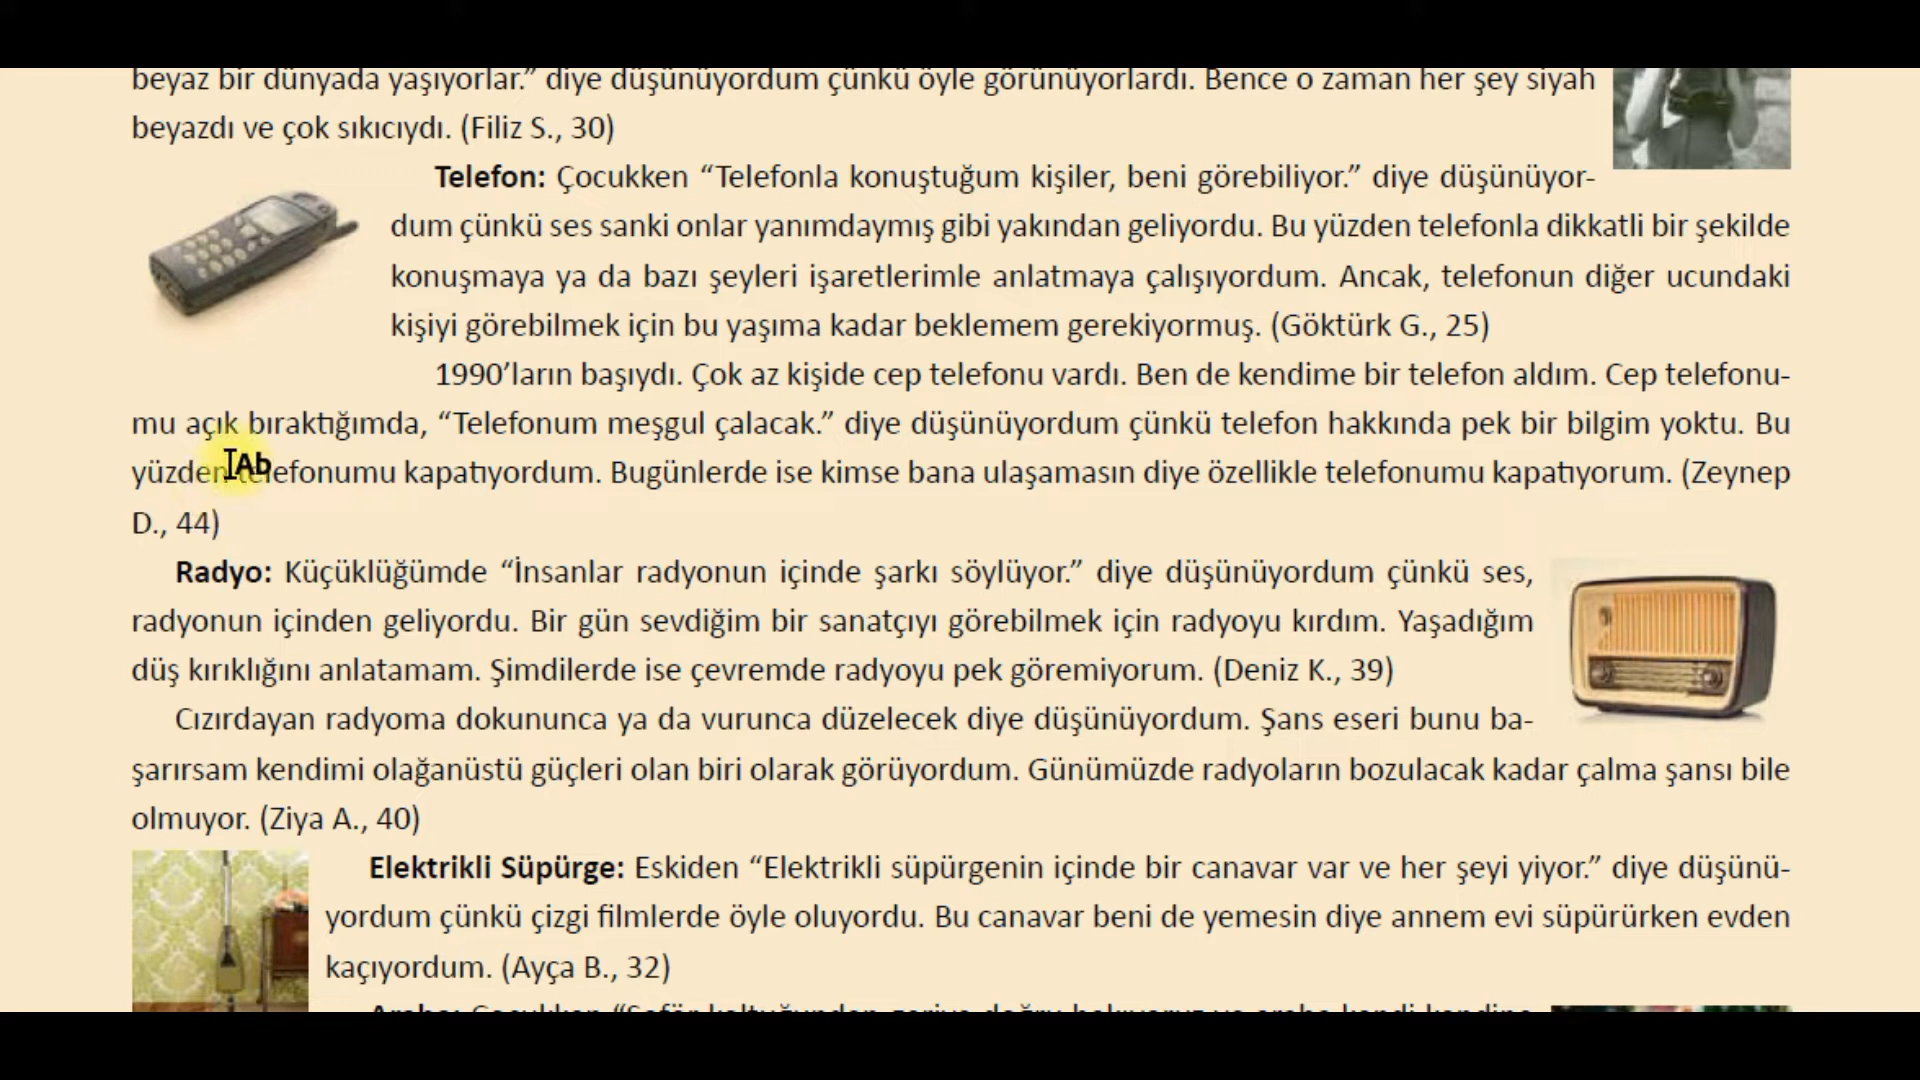 beyaz bir dünyada yaşıyorlar.” diye düşünüyordum çünkü öyle görünüyorlardı. Bence o zaman her şey siyah
beyazdı ve çok sıkıcıydı. (Filiz S., 30)
Telefon: Çocukken “Telefonla konuştuğum kişiler, beni görebiliyor.” diye düşünüyor-
dum çünkü ses sanki onlar yanımdaymış gibi yakından geliyordu. Bu yüzden telefonla dikkatli bir şekilde
konuşmaya ya da bazı şeyleri işaretlerimle anlatmaya çalışıyordum. Ancak, telefonun diğer ucundaki
kişiyi görebilmek için bu yaşıma kadar beklemem gerekiyormuş. (Göktürk G., 25)
1990’ların başıydı. Çok az kişide cep telefonu vardı. Ben de kendime bir telefon aldım. Cep telefonu-
mu açık bıraktığımda, “Telefonum meşgul çalacak.” diye düşünüyordum çünkü telefon hakkında pek bir bilgim yoktu. Bu
yüzden telefonumu kapatıyordum. Bugünlerde ise kimse bana ulaşamasın diye özellikle telefonumu kapatıyorum. (Zeynep
D., 44)
Radyo: Küçüklüğümde “İnsanlar radyonun içinde şarkı söylüyor.” diye düşünüyordum çünkü ses,
radyonun içinden geliyordu. Bir gün sevdiğim bir sanatçıyı görebilmek için radyoyu kırdım. Yaşadığım
düş kırıklığını anlatamam. Şimdilerde ise çevremde radyoyu pek göremiyorum. (Deniz K., 39)
Cızırdayan radyoma dokununca ya da vurunca düzelecek diye düşünüyordum. Şans eseri bunu ba-
şarırsam kendimi olağanüstü güçleri olan biri olarak görüyordum. Günümüzde radyoların bozulacak kadar çalma şansı bile
olmuyor. (Ziya A., 40)
Elektrikli Süpürge: Eskiden “Elektrikli süpürgenin içinde bir canavar var ve her şeyi yiyor.” diye düşünü-
yordum çünkü çizgi filmlerde öyle oluyordu. Bu canavar beni de yemesin diye annem evi süpürürken evden
kaçıyordum. (Ayça B., 32)